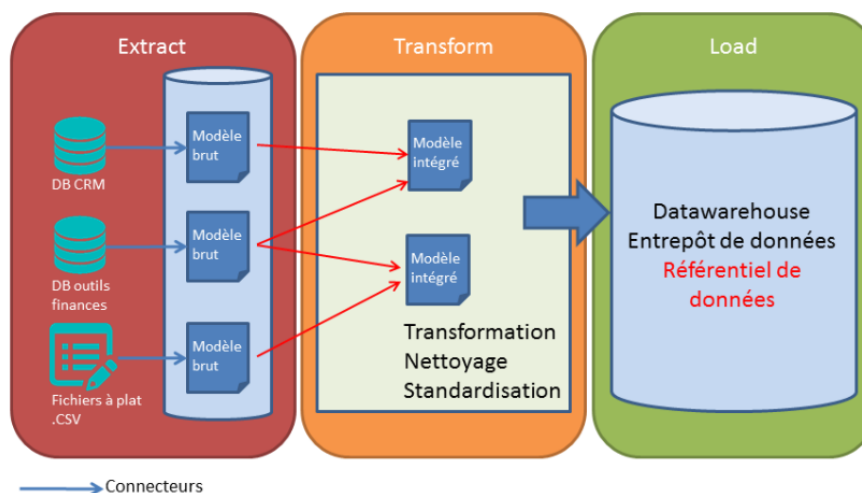 Extract
Transform
Load
DB CRM
Modèle
brut
DB outils
finances
Modèle
brut
Fichiers à plat
.CSV
Modèle
brut
Modèle
intégré
Modèle
intégré
Transformation
Nettoyage
Standardisation
Datawarehouse
Entrepôt de données
Référentiel de
données
Connecteurs